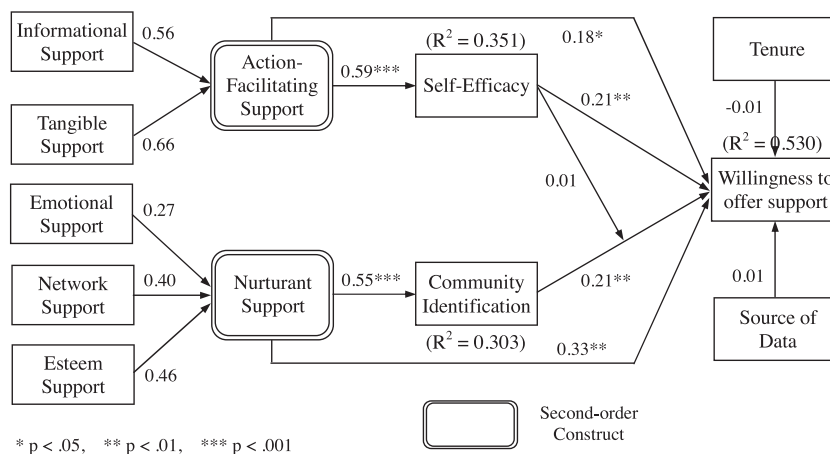 Informational
Support
0.56
Tangible
Support
0.66
Action-
Facilitating
Support
0.59***
(R² = 0.351)
Self-Efficacy
0.18*
0.21**
0.01
Tenure
-0.01
(R² = 0.530)
Willingness to
offer support
Emotional
Support
0.27
Network
Support
0.40
Esteem
Support
0.46
Nurturant
Support
0.55***
Community
Identification
(R² = 0.303)
0.21**
0.33**
0.01
Source of
Data
Second-order
Construct
* p < .05, ** p < .01, *** p < .001